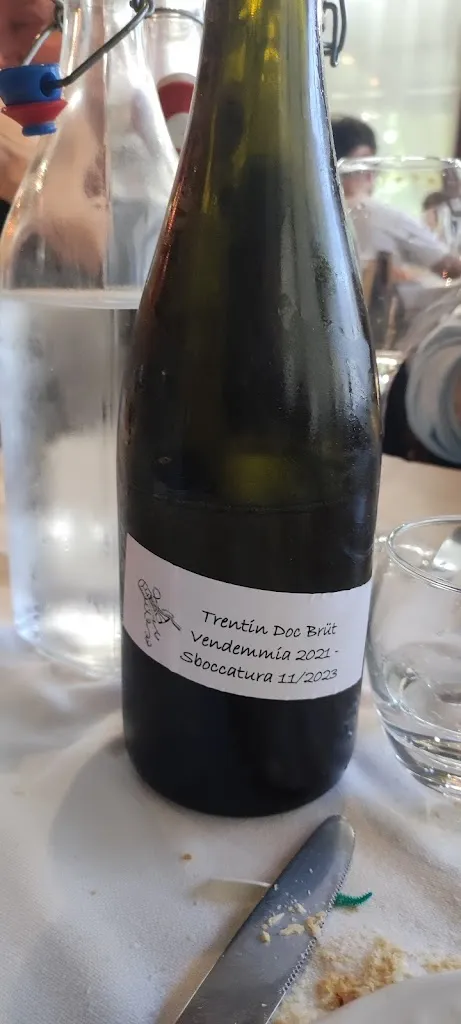 Trentin Doc Brüt
Vendemmia 2021 -
Sboccatura 11/2023